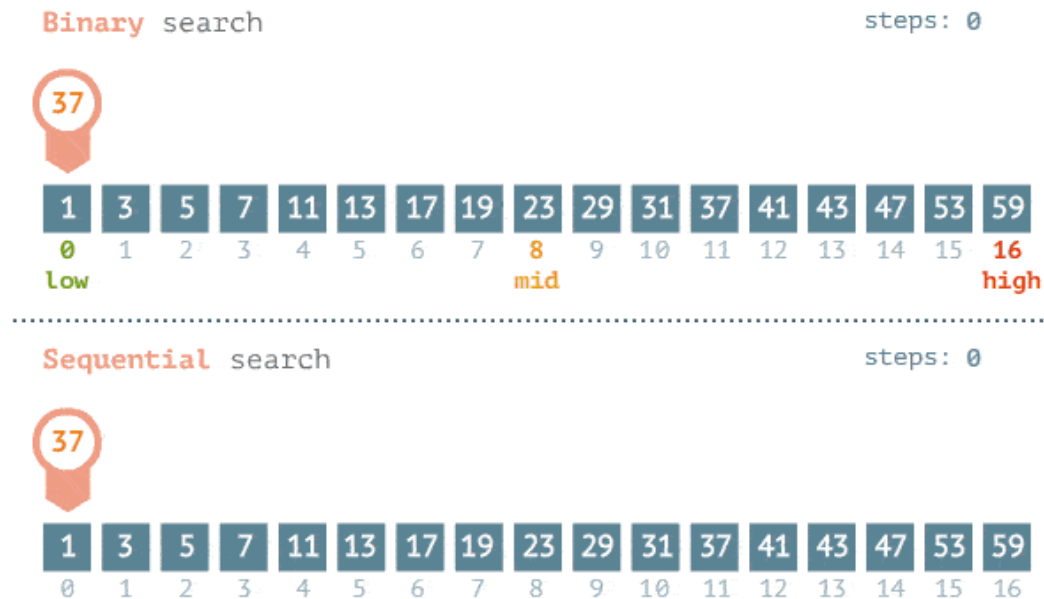 Binary search steps: 0
37
1 3 5 7 11 13 17 19 23 29 31 37 41 43 47 53 59
0 1 2 3 4 5 6 7 8 9 10 11 12 13 14 15 16
low mid high
Sequential search steps: 0
37
1 3 5 7 11 13 17 19 23 29 31 37 41 43 47 53 59
0 1 2 3 4 5 6 7 8 9 10 11 12 13 14 15 16